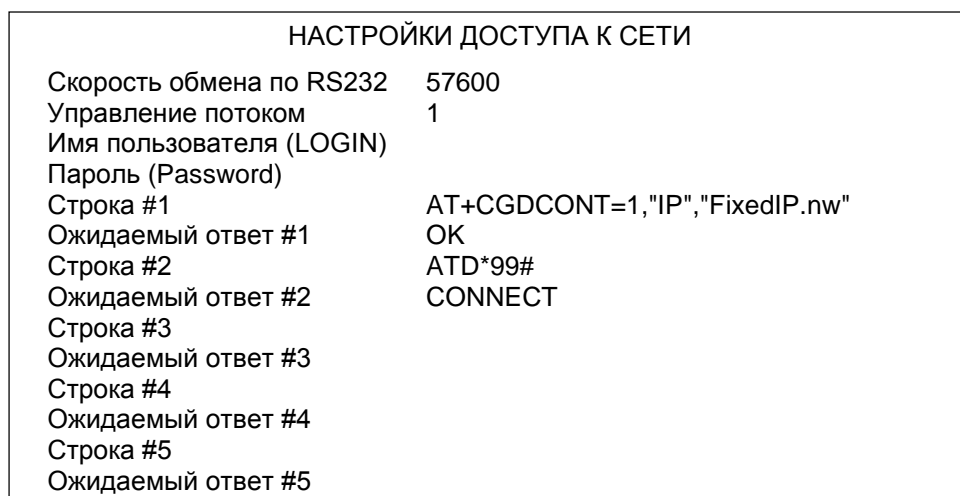 НАСТРОЙКИ ДОСТУПА К СЕТИ
Скорость обмена по RS232 57600
Управление потоком 1
Имя пользователя (LOGIN)
Пароль (Password)
Строка #1 AT+CGDCONT=1,"IP","FixedIP.nw"
Ожидаемый ответ #1 OK
Строка #2 ATD*99#
Ожидаемый ответ #2 CONNECT
Строка #3
Ожидаемый ответ #3
Строка #4
Ожидаемый ответ #4
Строка #5
Ожидаемый ответ #5